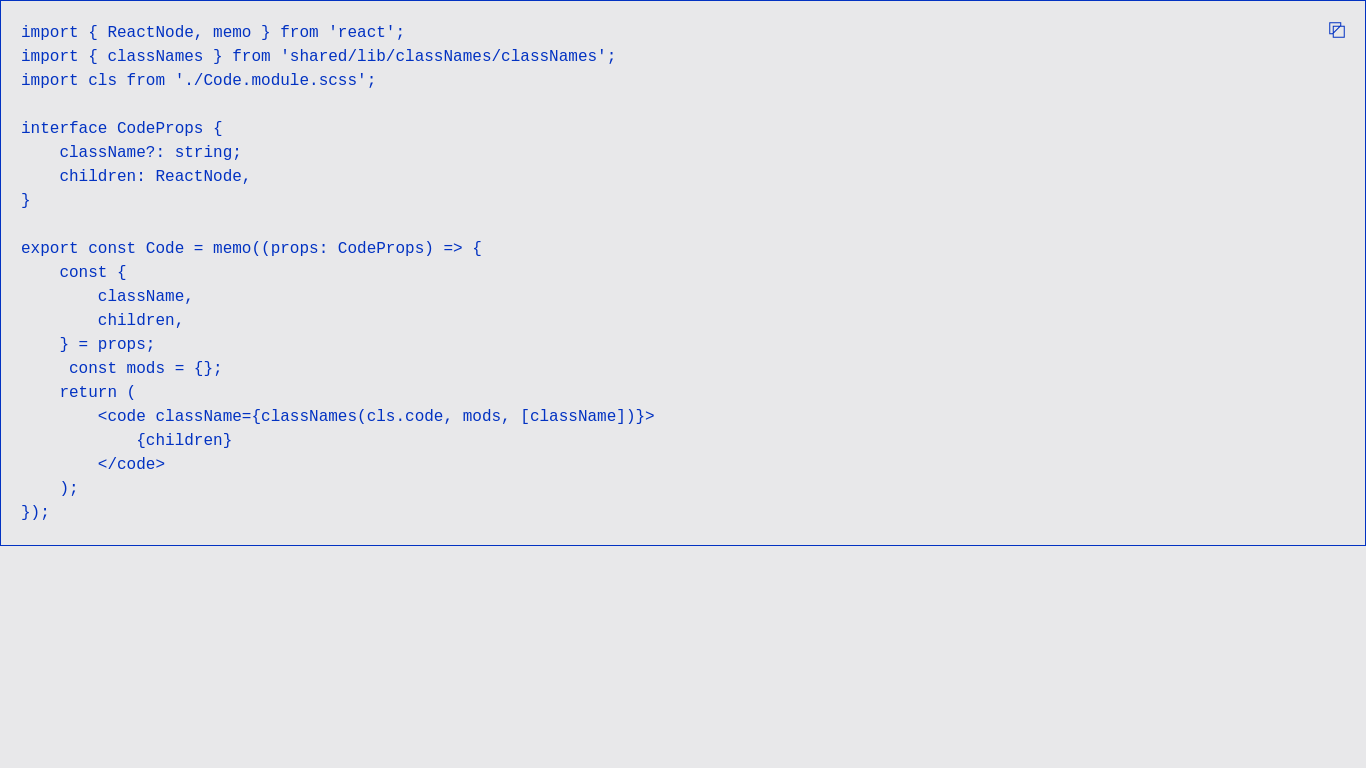 import { ReactNode, memo } from 'react';
import { classNames } from 'shared/lib/classNames/classNames';
import cls from './Code.module.scss';

interface CodeProps {
    className?: string;
    children: ReactNode,
}

export const Code = memo((props: CodeProps) => {
    const {
        className,
        children,
    } = props;
     const mods = {};
    return (
        <code className={classNames(cls.code, mods, [className])}>
            {children}
        </code>
    );
});